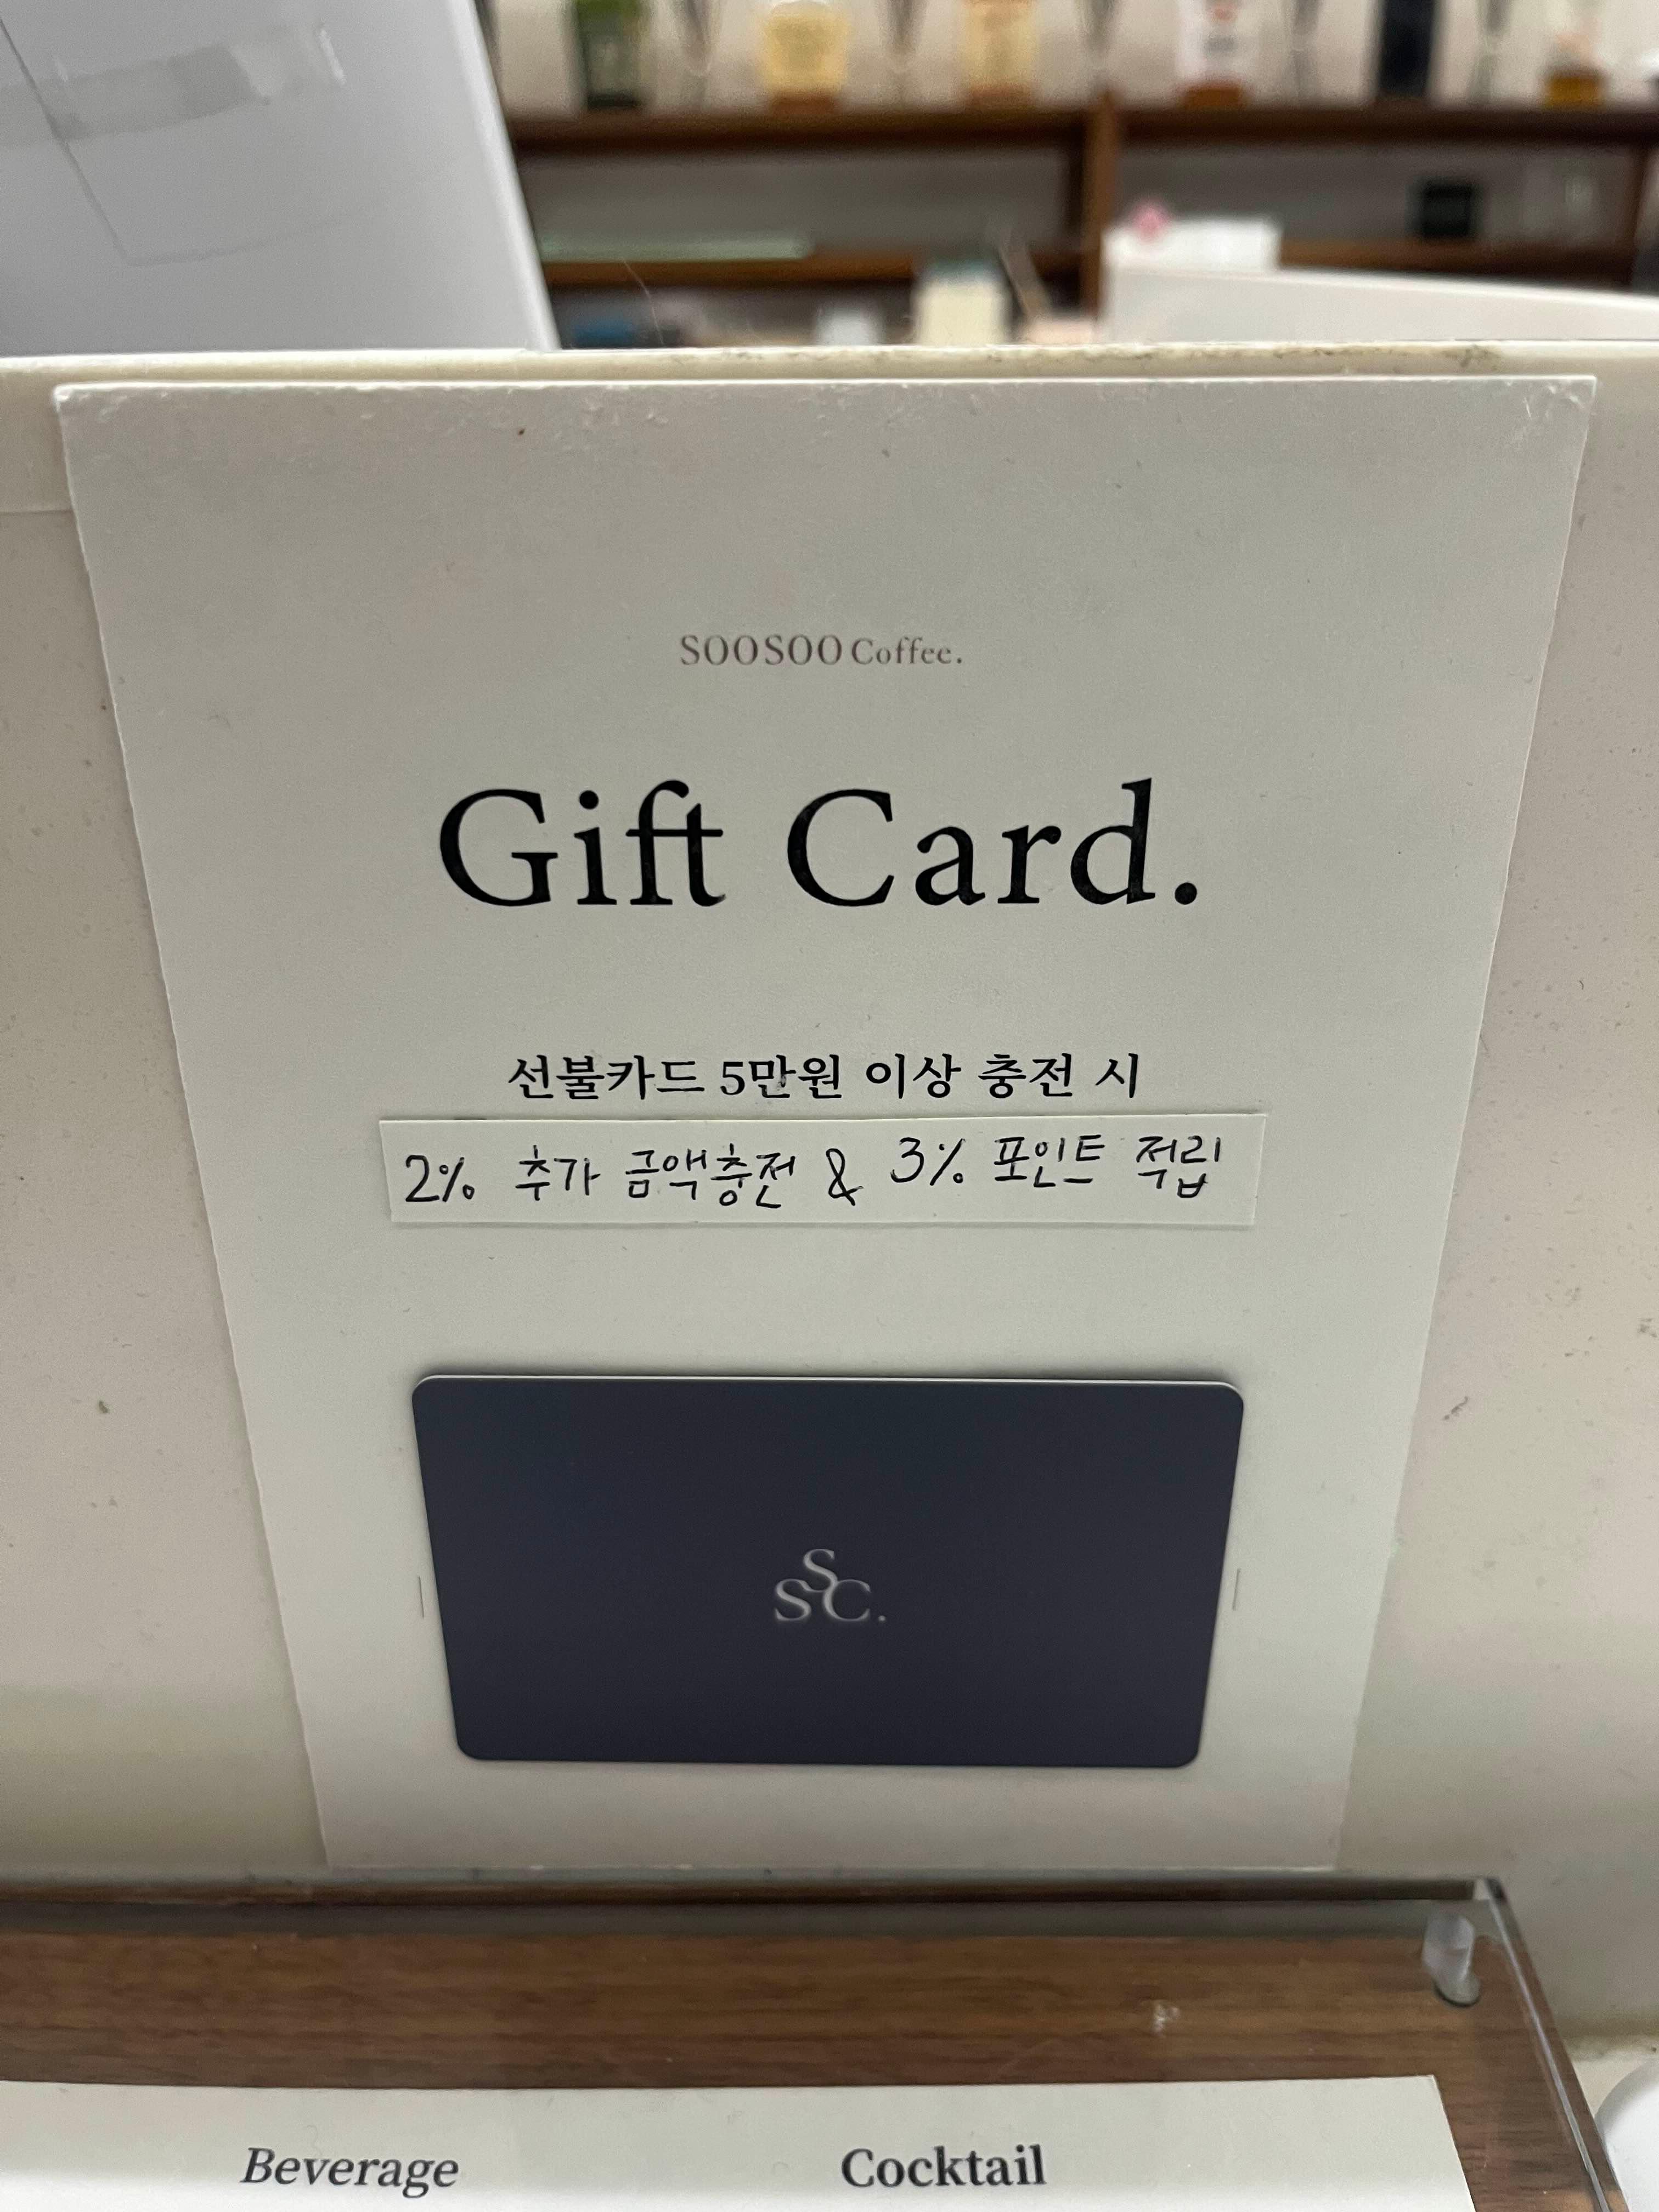 SOOSOO Coffee.
Gift Card.
선불카드 5만원 이상 충전 시
2% 추가 금액충전 & 3% 포인트 적립
S
SC.
Beverage
Cocktail